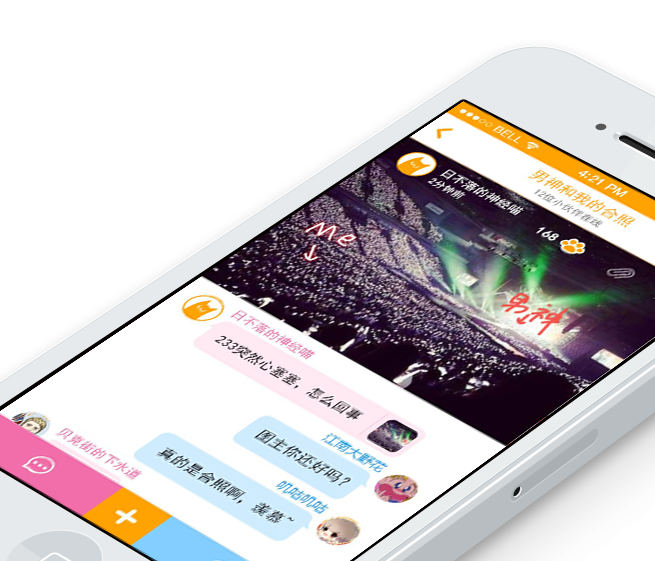 BELL
4:21 PM
男神和我的合照
12位小伙伴在线
日不落的神经喵
2分钟前
168
Me
男神
日不落的神经喵
233突然心塞塞，怎么回事
江南大野花
图主你还好吗？
叽咕叽咕
真的是合照啊，羡慕~
贝克街的下水道